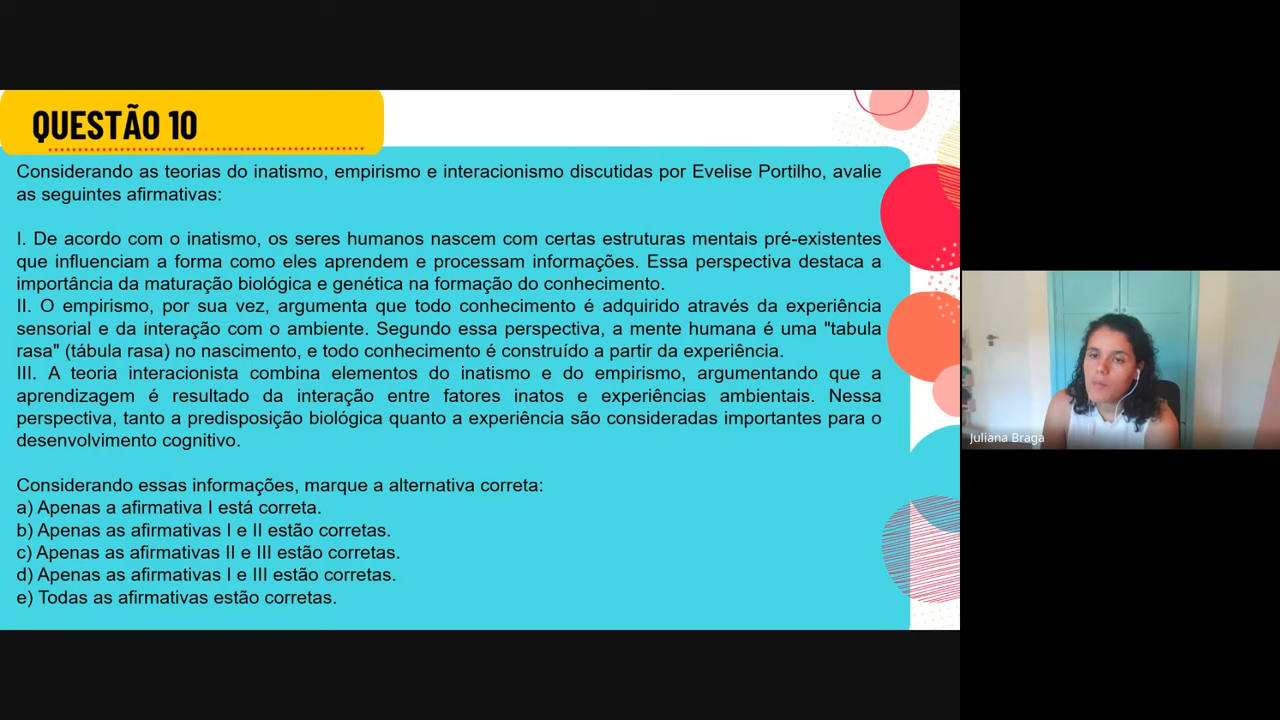 QUESTÃO 10
Considerando as teorias do inatismo, empirismo e interacionismo discutidas por Evelise Portilho, avalie
as seguintes afirmativas:
I. De acordo com o inatismo, os seres humanos nascem com certas estruturas mentais pré-existentes
que influenciam a forma como eles aprendem e processam informações. Essa perspectiva destaca a
importância da maturação biológica e genética na formação do conhecimento.
II. O empirismo, por sua vez, argumenta que todo conhecimento é adquirido através da experiência
sensorial e da interação com o ambiente. Segundo essa perspectiva, a mente humana é uma "tabula
rasa" (tábula rasa) no nascimento, e todo conhecimento é construído a partir da experiência.
III. A teoria interacionista combina elementos do inatismo e do empirismo, argumentando que a
aprendizagem é resultado da interação entre fatores inatos e experiências ambientais. Nessa
perspectiva, tanto a predisposição biológica quanto a experiência são consideradas importantes para o
desenvolvimento cognitivo.
Considerando essas informações, marque a alternativa correta:
a) Apenas a afirmativa I está correta.
b) Apenas as afirmativas I e II estão corretas.
c) Apenas as afirmativas II e III estão corretas.
d) Apenas as afirmativas I e III estão corretas.
e) Todas as afirmativas estão corretas.
Juliana Braga